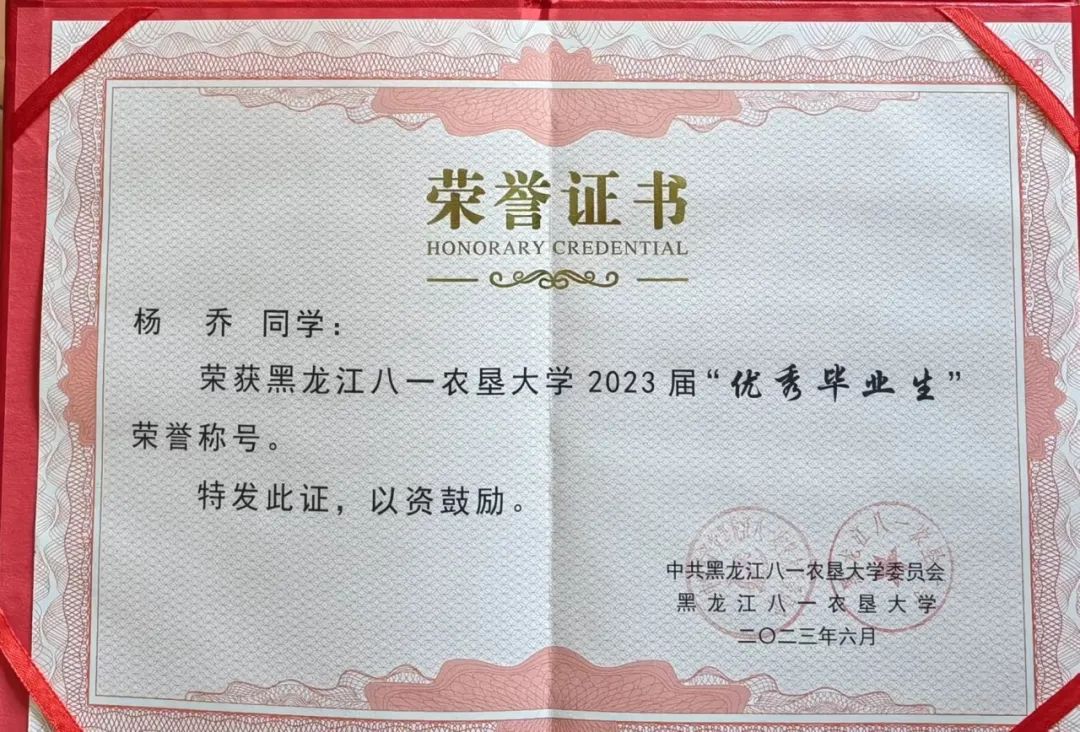 荣誉证书
HONORARY CREDENTIAL
杨 乔 同学：
荣获黑龙江八一农垦大学 2023 届“优秀毕业生”
荣誉称号。
特发此证，以资鼓励。
中共黑龙江八一农垦大学委员会
黑龙江八一农垦大学
二〇二三年六月